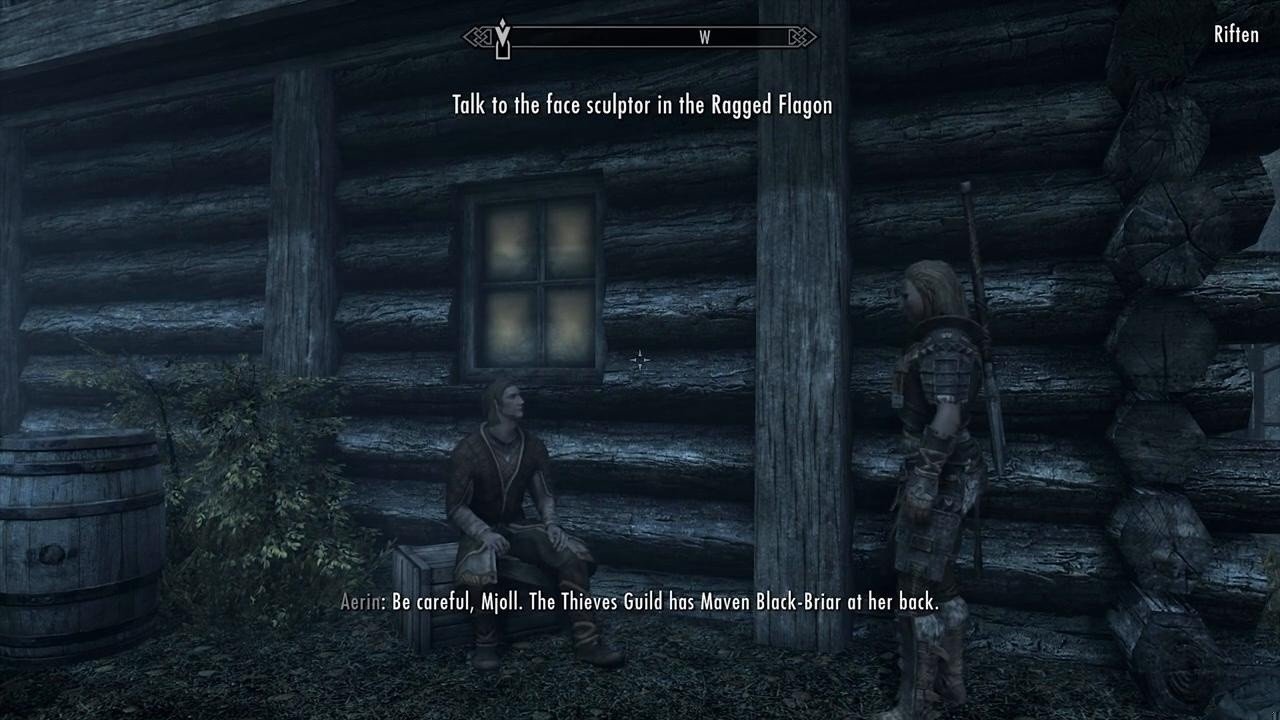 W
Riften
Talk to the face sculptor in the Ragged Flagon
Aerin: Be careful, Mjoll. The Thieves Guild has Maven Black-Briar at her back.